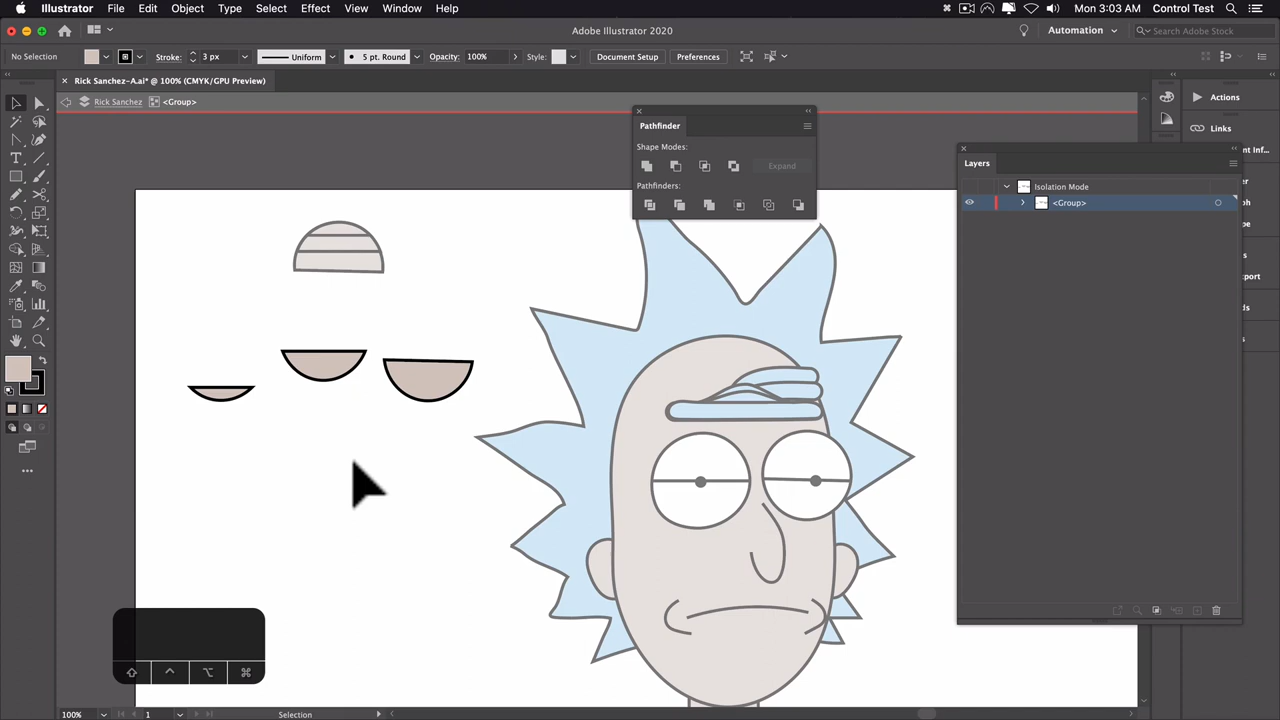 Illustrator File Edit Object Type Select Effect View Window Help Mon 3:03 AM Control Test
Adobe Illustrator 2020 Automation Search Adobe Stock
No Selection Stroke: 3 px Uniform 5 pt. Round Opacity: 100% Style: Document Setup Preferences
Rick Sanchez-A.ai* @ 100% (CMYK/GPU Preview)
Rick Sanchez <Group>
Pathfinder
Shape Modes:
Expand
Pathfinders:
Layers
Isolation Mode
<Group>
Actions
Links
100% 1 Selection